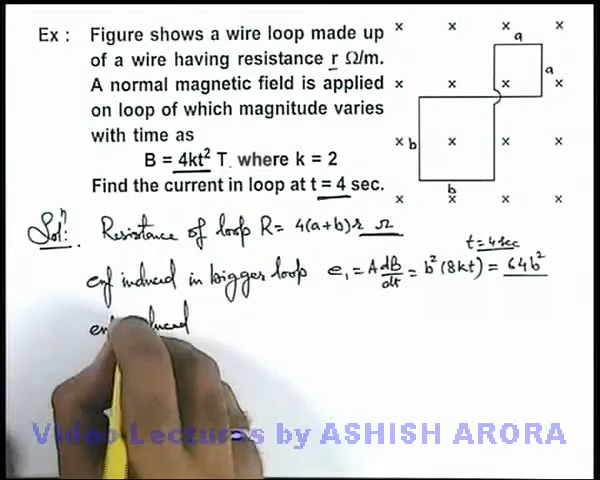 Ex : Figure shows a wire loop made up
of a wire having resistance r Ω/m.
A normal magnetic field is applied
on loop of which magnitude varies
with time as
B = 4kt² T where k = 2
Find the current in loop at t = 4 sec.
a
a
b
b
Solⁿ: Resistance of loop R = 4(a+b)r Ω
t = 4 sec
emf induced in bigger loop e₁ = A dB/dt = b²(8kt) = 64b²
Video Lectures by ASHISH ARORA